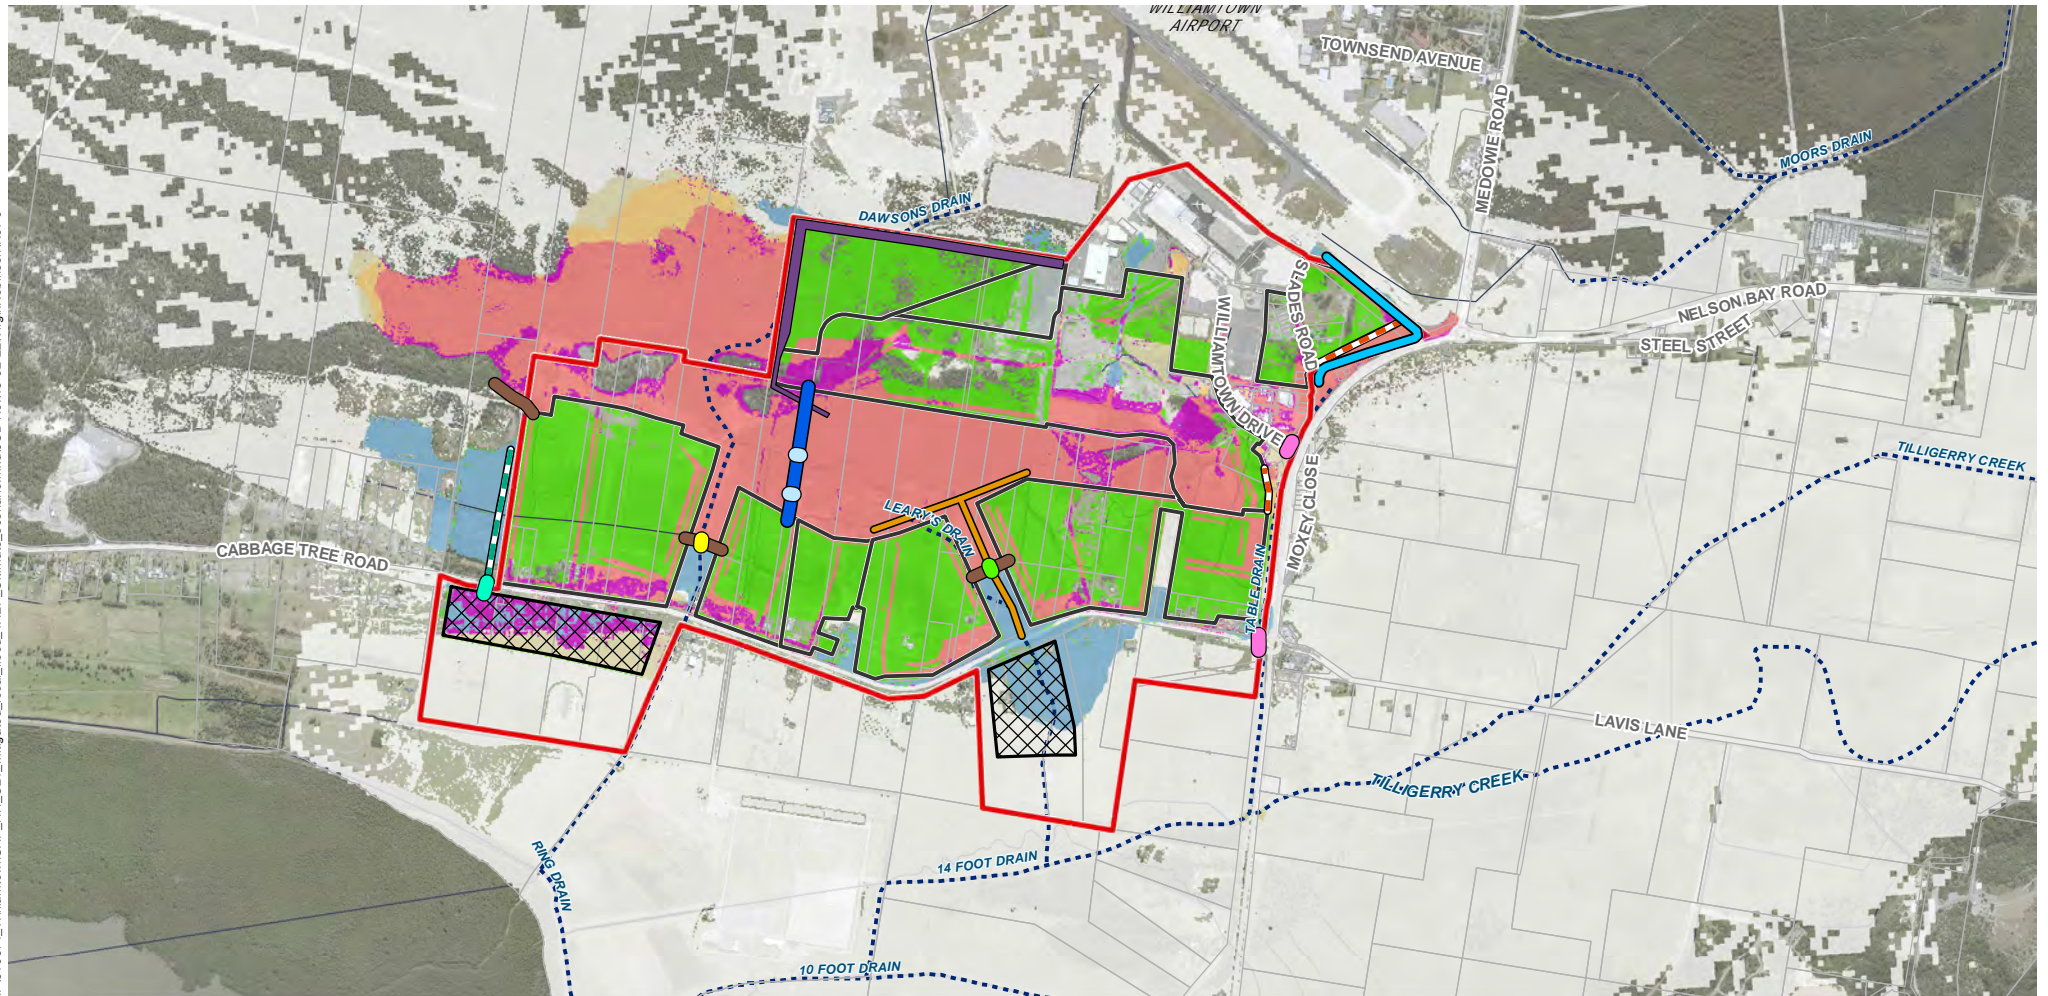 WILLIAMTOWN
AIRPORT
TOWNSEND AVENUE
MEDOWIE ROAD
MOORS DRAIN
DAWSONS DRAIN
SLADES ROAD
NELSON BAY ROAD
STEEL STREET
WILLIAMTOWN DRIVE
TILLIGERRY CREEK
MOXEY CLOSE
LEARY'S DRAIN
CABBAGE TREE ROAD
TABLE DRAIN
LAVIS LANE
TILLIGERRY CREEK
RING DRAIN
14 FOOT DRAIN
10 FOOT DRAIN